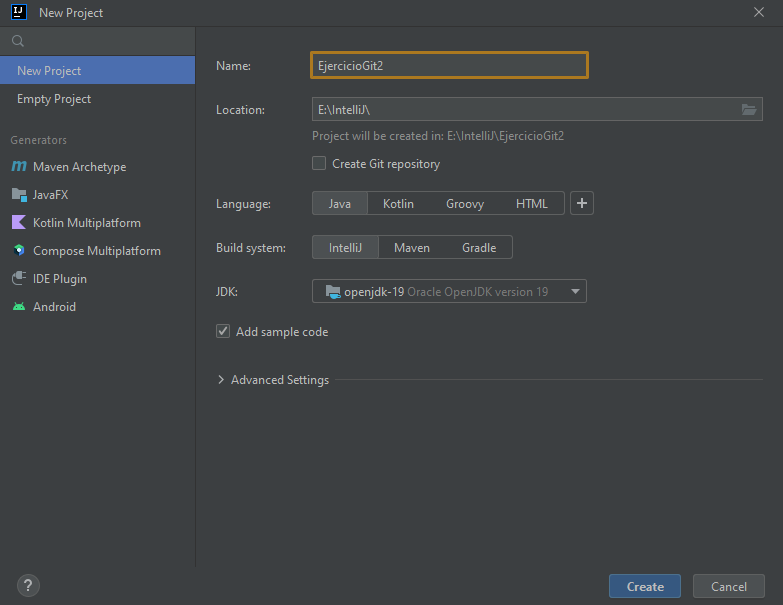 IJ New Project
New Project
Empty Project
Generators
m Maven Archetype
JavaFX
Kotlin Multiplatform
Compose Multiplatform
IDE Plugin
Android
Name: EjercicioGit2
Location: E:\IntelliJ\
Project will be created in: E:\IntelliJ\EjercicioGit2
Create Git repository
Language: Java Kotlin Groovy HTML +
Build system: IntelliJ Maven Gradle
JDK: openjdk-19 Oracle OpenJDK version 19
Add sample code
Advanced Settings
? Create Cancel